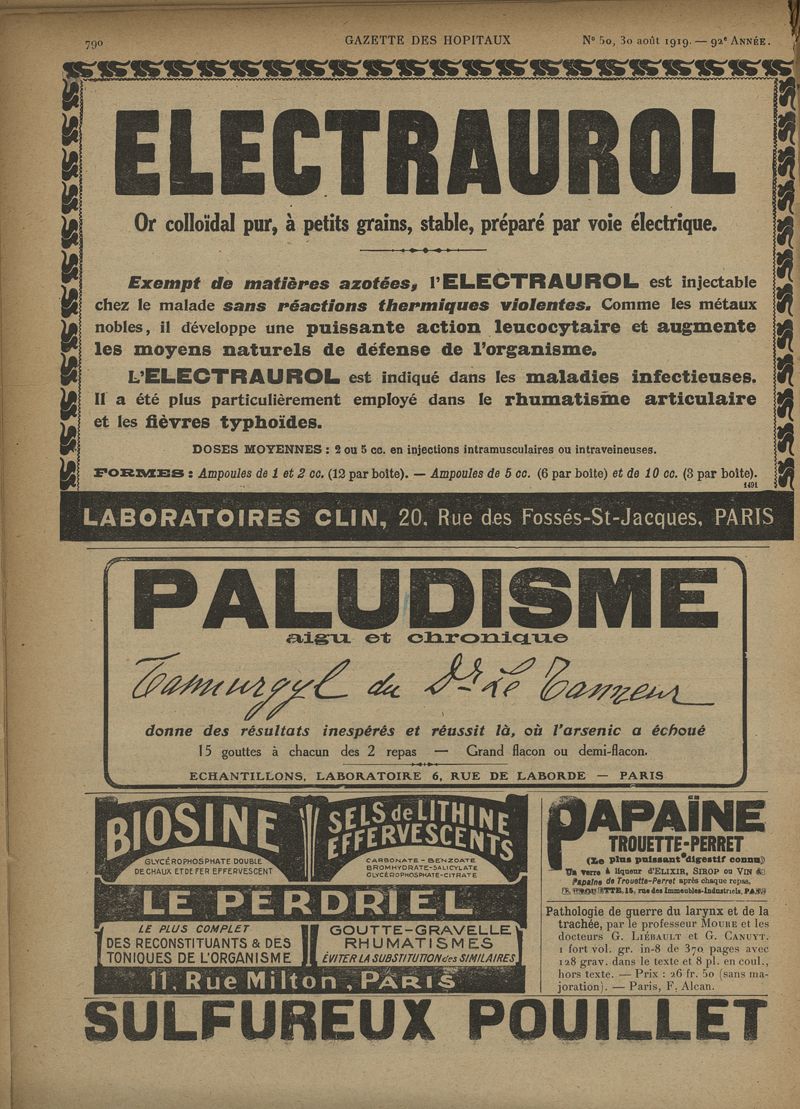 790
GAZETTE DES HOPITAUX
N° 50, 30 août 1919. — 92e ANNÉE.
ELECTRAUROL
Or colloïdal pur, à petits grains, stable, préparé par voie électrique.
Exempt de matières azotées, l'ELECTRAUROL est injectable
chez le malade sans réactions thermiques violentes. Comme les métaux
nobles, il développe une puissante action leucocytaire et augmente
les moyens naturels de défense de l'organisme.
L'ELECTRAUROL est indiqué dans les maladies infectieuses.
Il a été plus particulièrement employé dans le rhumatisme articulaire
et les fièvres typhoïdes.
DOSES MOYENNES : 2 ou 5 cc. en injections intramusculaires ou intraveineuses.
FORMES : Ampoules de 1 et 2 cc. (12 par boîte). — Ampoules de 5 cc. (6 par boîte) et de 10 cc. (3 par boîte).
1491
LABORATOIRES CLIN, 20, Rue des Fossés-St-Jacques, PARIS
PALUDISME
aigu et chronique
Tannurgyl du Dr Le Tanneur
donne des résultats inespérés et réussit là, où l'arsenic a échoué
15 gouttes à chacun des 2 repas — Grand flacon ou demi-flacon.
ECHANTILLONS, LABORATOIRE 6, RUE DE LABORDE — PARIS
BIOSINE
GLYCÉROPHOSPHATE DOUBLE
DE CHAUX ET DE FER EFFERVESCENT
SELS de LITHINE
EFFERVESCENTS
CARBONATE - BENZOATE
BROMHYDRATE-SALICYLATE
GLYCÉROPHOSPHATE-CITRATE
LE PERDRIEL
LE PLUS COMPLET
DES RECONSTITUANTS & DES
TONIQUES DE L'ORGANISME
GOUTTE-GRAVELLE
RHUMATISMES
ÉVITER LA SUBSTITUTION des SIMILAIRES
11, Rue Milton, PARIS
PAPAÏNE
TROUETTE-PERRET
(Le plus puissant digestif connu)
Un verre à liqueur d'ELIXIR, SIROP ou VIN de
Papaïne de Trouette-Perret après chaque repas.
15, rue des Immeubles-Industriels, PARIS
Pathologie de guerre du larynx et de la
trachée, par le professeur MOURE et les
docteurs G. LIÉBAULT et G. CANUYT.
1 fort vol. gr. in-8 de 370 pages avec
128 grav. dans le texte et 8 pl. en coul.,
hors texte. — Prix : 26 fr. 50 (sans ma-
joration). — Paris, F. Alcan.
SULFUREUX POUILLET